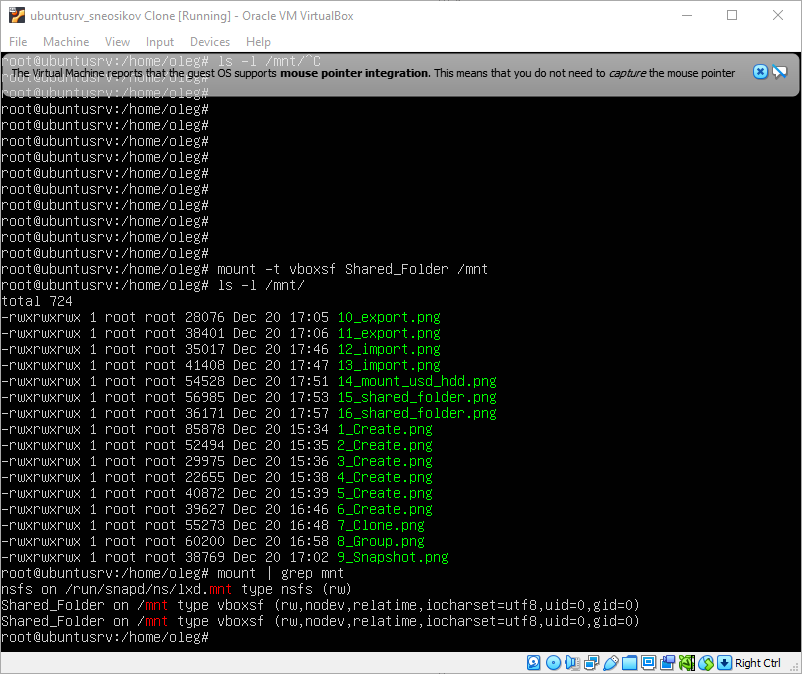 ubuntusrv_sneosikov Clone [Running] - Oracle VM VirtualBox
File Machine View Input Devices Help
root@ubuntusrv:/home/oleg# ls -l /mnt/^C
The Virtual Machine reports that the guest OS supports mouse pointer integration. This means that you do not need to capture the mouse pointer
root@ubuntusrv:/home/oleg#
root@ubuntusrv:/home/oleg#
root@ubuntusrv:/home/oleg#
root@ubuntusrv:/home/oleg#
root@ubuntusrv:/home/oleg#
root@ubuntusrv:/home/oleg#
root@ubuntusrv:/home/oleg#
root@ubuntusrv:/home/oleg#
root@ubuntusrv:/home/oleg#
root@ubuntusrv:/home/oleg#
root@ubuntusrv:/home/oleg#
root@ubuntusrv:/home/oleg# mount -t vboxsf Shared_Folder /mnt
root@ubuntusrv:/home/oleg# ls -l /mnt/
total 724
-rwxrwxrwx 1 root root 28076 Dec 20 17:05 10_export.png
-rwxrwxrwx 1 root root 38401 Dec 20 17:06 11_export.png
-rwxrwxrwx 1 root root 35017 Dec 20 17:46 12_import.png
-rwxrwxrwx 1 root root 41408 Dec 20 17:47 13_import.png
-rwxrwxrwx 1 root root 54528 Dec 20 17:51 14_mount_usd_hdd.png
-rwxrwxrwx 1 root root 56985 Dec 20 17:53 15_shared_folder.png
-rwxrwxrwx 1 root root 36171 Dec 20 17:57 16_shared_folder.png
-rwxrwxrwx 1 root root 85878 Dec 20 15:34 1_Create.png
-rwxrwxrwx 1 root root 52494 Dec 20 15:35 2_Create.png
-rwxrwxrwx 1 root root 29975 Dec 20 15:36 3_Create.png
-rwxrwxrwx 1 root root 22655 Dec 20 15:38 4_Create.png
-rwxrwxrwx 1 root root 40872 Dec 20 15:39 5_Create.png
-rwxrwxrwx 1 root root 39627 Dec 20 16:46 6_Create.png
-rwxrwxrwx 1 root root 55273 Dec 20 16:48 7_Clone.png
-rwxrwxrwx 1 root root 60200 Dec 20 16:58 8_Group.png
-rwxrwxrwx 1 root root 38769 Dec 20 17:02 9_Snapshot.png
root@ubuntusrv:/home/oleg# mount | grep mnt
nsfs on /run/snapd/ns/lxd.mnt type nsfs (rw)
Shared_Folder on /mnt type vboxsf (rw,nodev,relatime,iocharset=utf8,uid=0,gid=0)
Shared_Folder on /mnt type vboxsf (rw,nodev,relatime,iocharset=utf8,uid=0,gid=0)
root@ubuntusrv:/home/oleg#
Right Ctrl